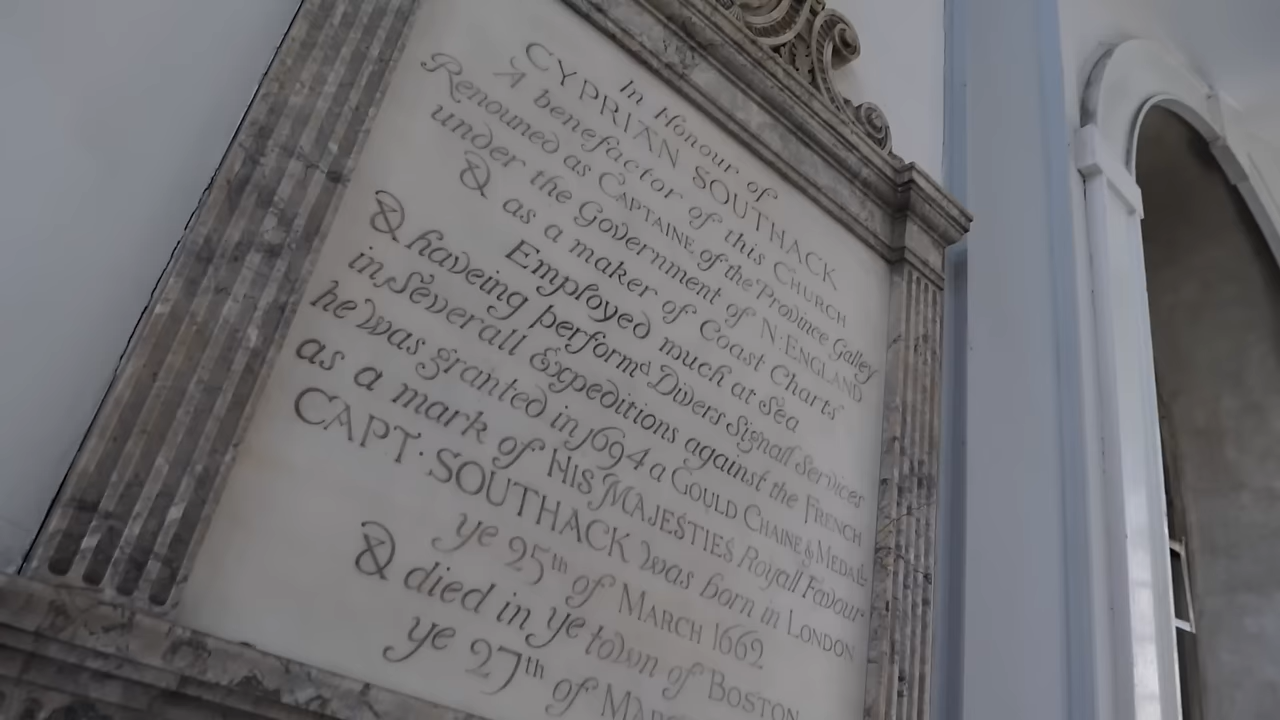 In Honour of
CYPRIAN SOUTHACK
A benefactor of this CHURCH
Renouned as CAPTAINE of the Province Galley
under the Government of N: ENGLAND
& as a maker of Coast Charts
Employed much at Sea
& haveing performd Divers Signall Services
in Severall Expeditions against the FRENCH
he was granted in 1694 a GOULD CHAINE & MEDALL
as a mark of HIS MAJESTIES Royall Favour
CAPT. SOUTHACK was born in LONDON
ye 25th of MARCH 1662
& died in ye town of BOSTON
ye 27th of